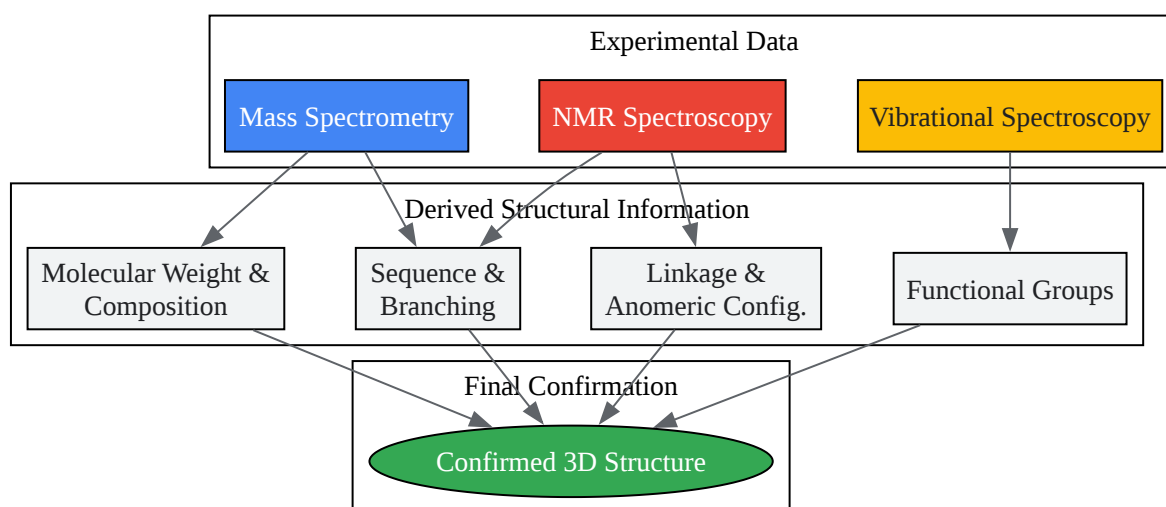 Experimental Data
Mass Spectrometry
NMR Spectroscopy
Vibrational Spectroscopy
Derived Structural Information
Molecular Weight &
Composition
Sequence &
Branching
Linkage &
Anomeric Config.
Functional Groups
Final Confirmation
Confirmed 3D Structure